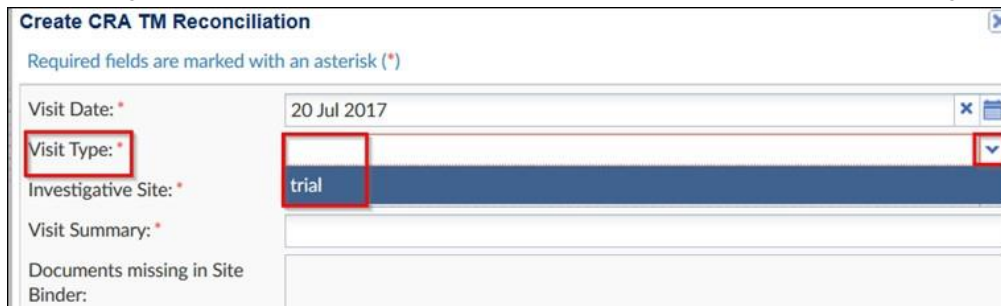 Create CRA TM Reconciliation
Required fields are marked with an asterisk (*)
Visit Date: * 20 Jul 2017
Visit Type: *
trial
Investigative Site: *
Visit Summary: *
Documents missing in Site
Binder: